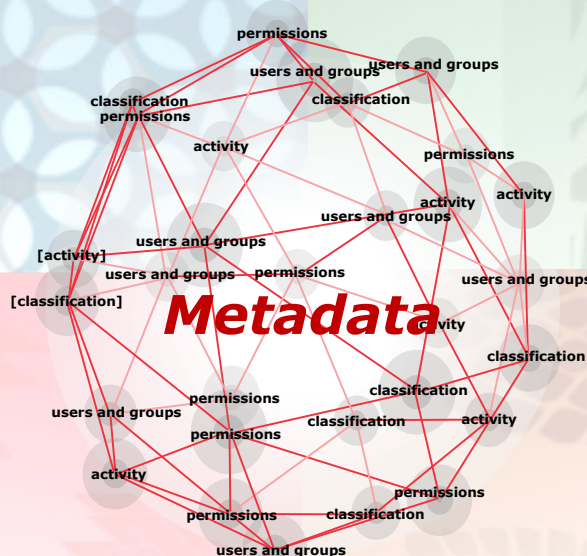 permissions
users and groups
users and groups
classification
classification
permissions
activity
permissions
activity
activity
users and groups
users and groups
[activity]
users and groups
permissions
users and groups
[classification]
Metadata
classification
classification
permissions
users and groups
classification
activity
permissions
activity
permissions
permissions
classification
users and groups